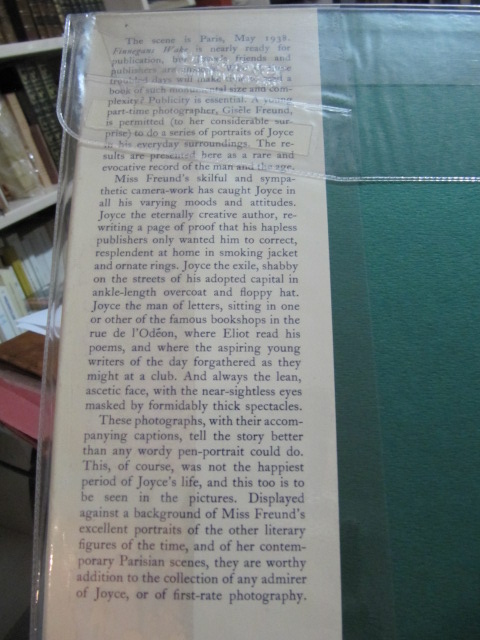 The scene is Paris, May 1938.
Finnegans Wake is nearly ready for
publication, but Joyce's friends and
publishers are
days will make a
book of such monumental size and com-
plexity? Publicity is essential. A young
part-time photographer, Gisèle Freund,
is permitted (to her considerable sur-
prise) to do a series of portraits of Joyce
in his everyday surroundings. The re-
sults are presented here as a rare and
evocative record of the man and the age.
Miss Freund's skilful and sympa-
thetic camera-work has caught Joyce in
all his varying moods and attitudes.
Joyce the eternally creative author, re-
writing a page of proof that his hapless
publishers only wanted him to correct,
resplendent at home in smoking jacket
and ornate rings. Joyce the exile, shabby
on the streets of his adopted capital in
ankle-length overcoat and floppy hat.
Joyce the man of letters, sitting in one
or other of the famous bookshops in the
rue de l'Odéon, where Eliot read his
poems, and where the aspiring young
writers of the day forgathered as they
might at a club. And always the lean,
ascetic face, with the near-sightless eyes
masked by formidably thick spectacles.
These photographs, with their accom-
panying captions, tell the story better
than any wordy pen-portrait could do.
This, of course, was not the happiest
period of Joyce's life, and this too is to
be seen in the pictures. Displayed
against a background of Miss Freund's
excellent portraits of the other literary
figures of the time, and of her contem-
porary Parisian scenes, they are worthy
addition to the collection of any admirer
of Joyce, or of first-rate photography.